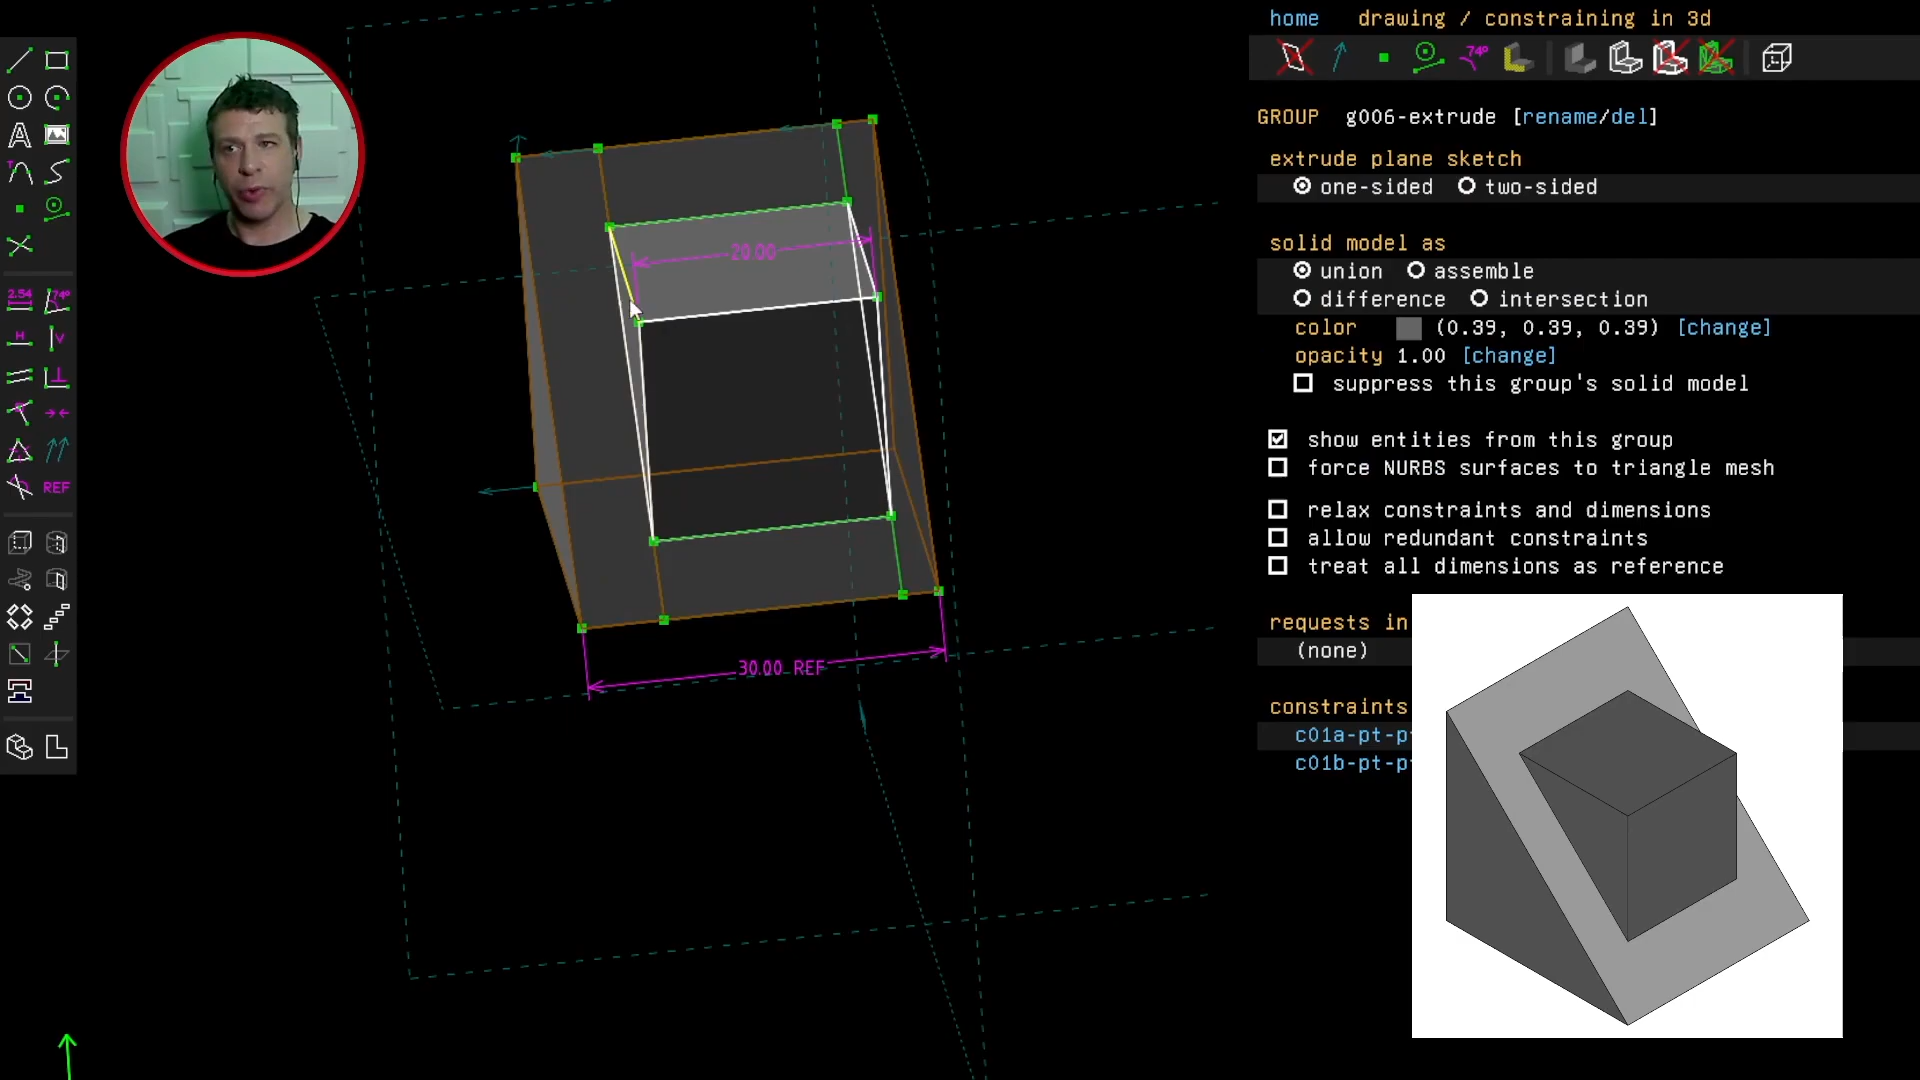 home drawing / constraining in 3d
74º
GROUP g006-extrude [rename/del]
extrude plane sketch
one-sided two-sided
solid model as
union assemble
difference intersection
color (0.39, 0.39, 0.39) [change]
opacity 1.00 [change]
suppress this group's solid model
show entities from this group
force NURBS surfaces to triangle mesh
relax constraints and dimensions
allow redundant constraints
treat all dimensions as reference
requests in
(none)
constraints
c01a-pt-p
c01b-pt-p
20.00
30.00 REF
A
T
2.54 74º
H V
REF